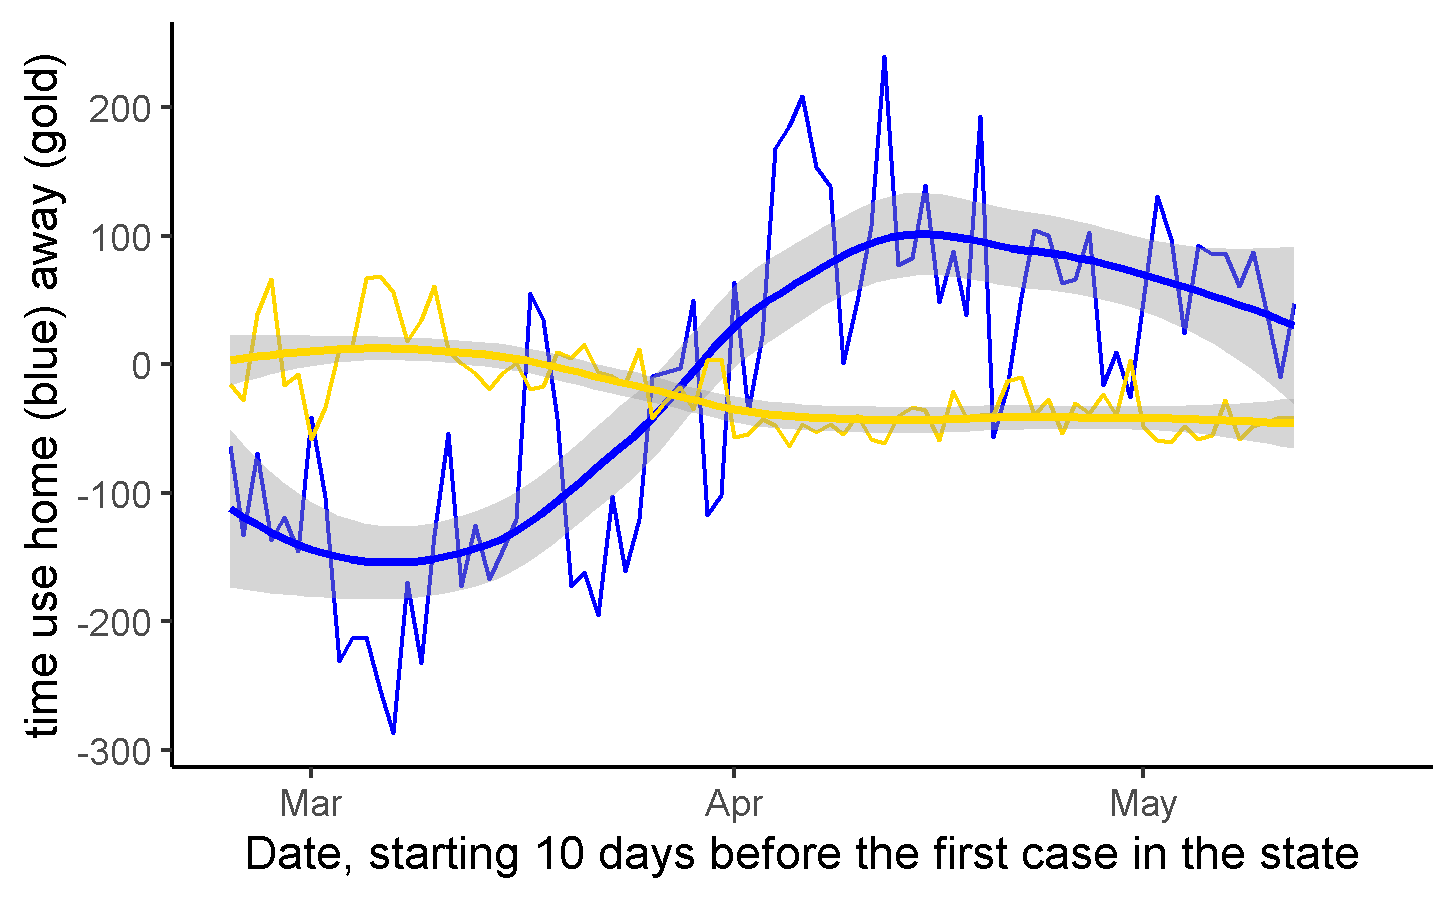 time use home (blue) away (gold)
200
100
0
-100
-200
-300
Mar Apr May
Date, starting 10 days before the first case in the state